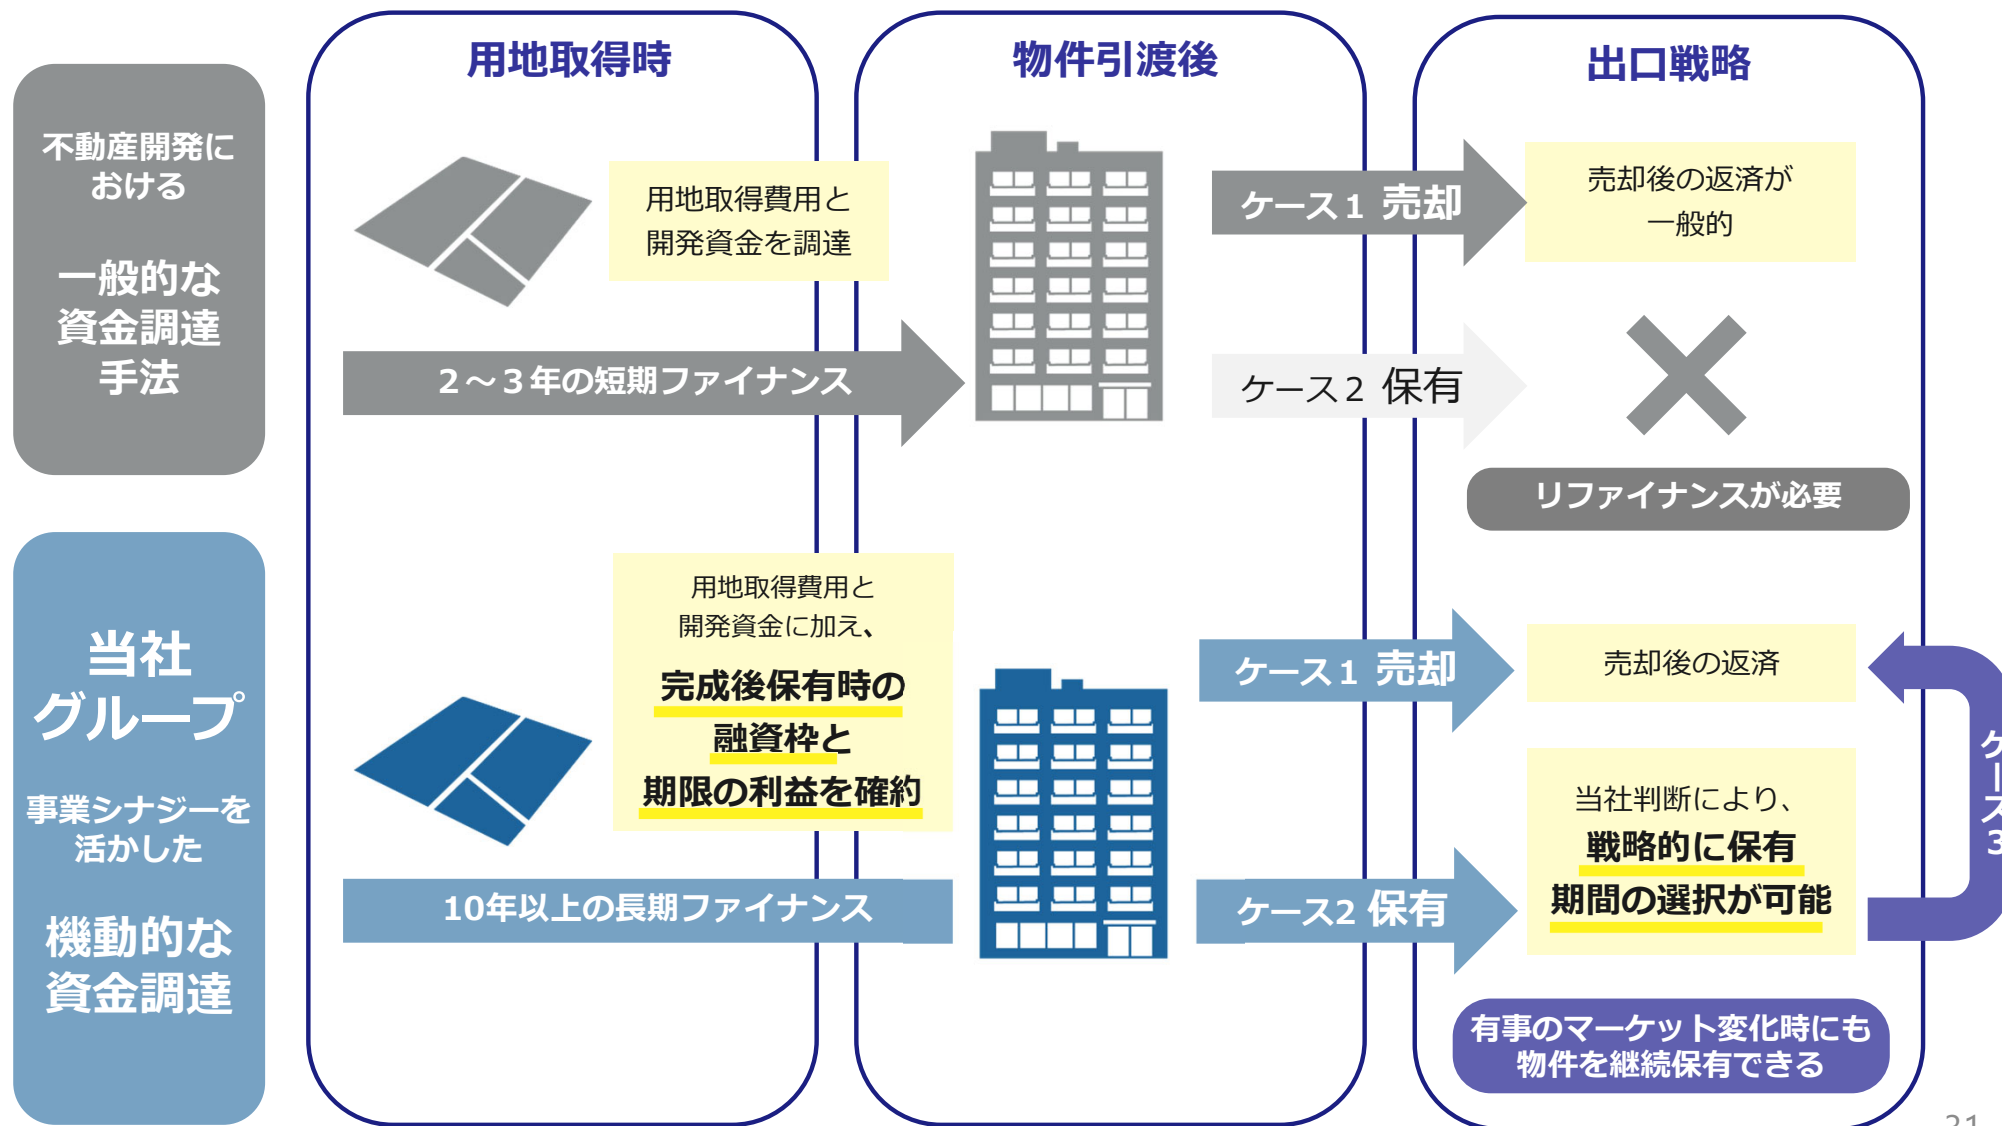 用地取得時
物件引渡後
出口戦略
不動産開発に
おける
一般的な
資金調達
手法
用地取得費用と
開発資金を調達
2～3年の短期ファイナンス
ケース1 売却
売却後の返済が
一般的
ケース2 保有
リファイナンスが必要
当社
グループ
事業シナジーを
活かした
機動的な
資金調達
用地取得費用と
開発資金に加え、
完成後保有時の
融資枠と
期限の利益を確約
10年以上の長期ファイナンス
ケース1 売却
売却後の返済
ケース2 保有
当社判断により、
戦略的に保有
期間の選択が可能
ケース3
有事のマーケット変化時にも
物件を継続保有できる